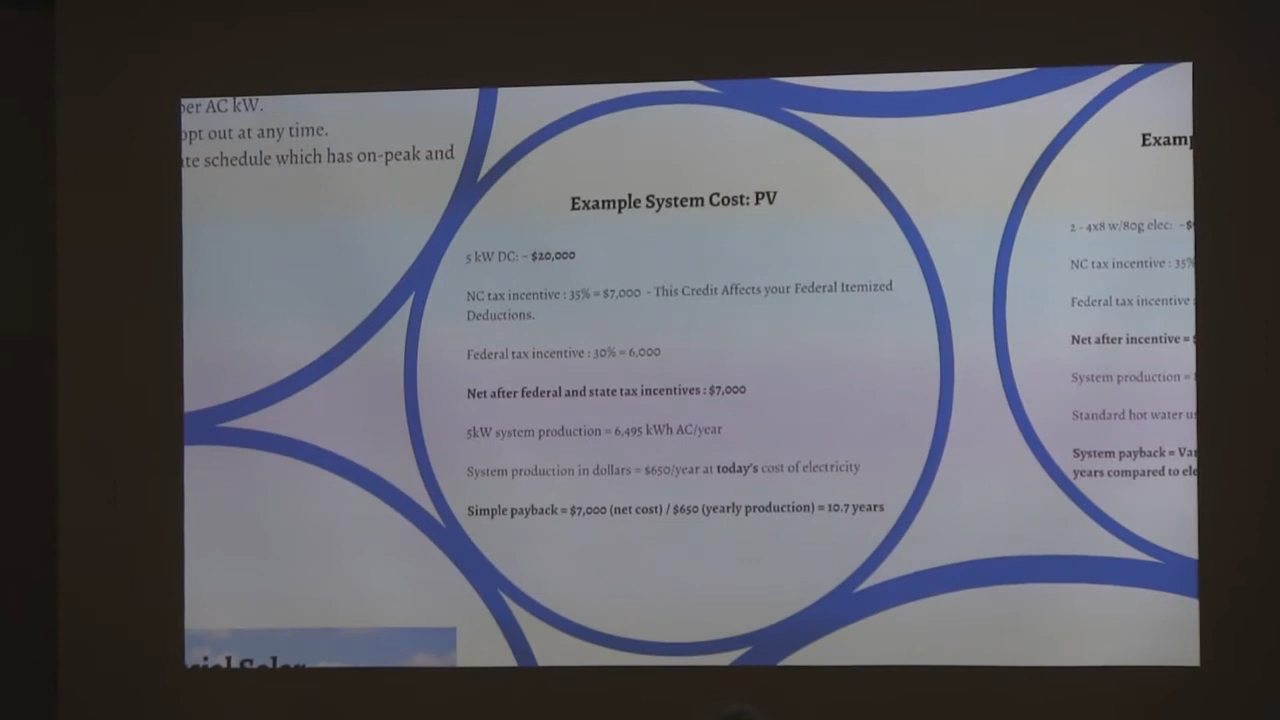 per AC kW.
opt out at any time.
te schedule which has on-peak and
Example System Cost: PV
5 kW DC: ~ $20,000
NC tax incentive : 35% = $7,000 - This Credit Affects your Federal Itemized
Deductions.
Federal tax incentive : 30% = 6,000
Net after federal and state tax incentives : $7,000
5kW system production = 6,495 kWh AC/year
System production in dollars = $650/year at today's cost of electricity
Simple payback = $7,000 (net cost) / $650 (yearly production) = 10.7 years
Examp
2 - 4x8 w/80g elec: ~$
NC tax incentive : 35%
Federal tax incentive :
Net after incentive = $
System production =
Standard hot water us
System payback = Var
years compared to ele